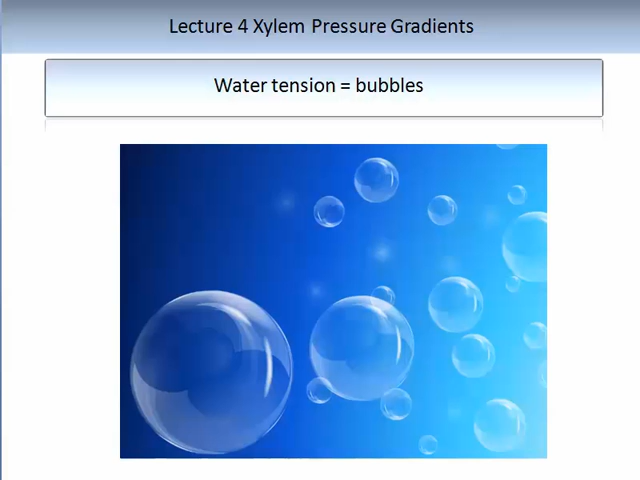 Lecture 4 Xylem Pressure Gradients
Water tension = bubbles